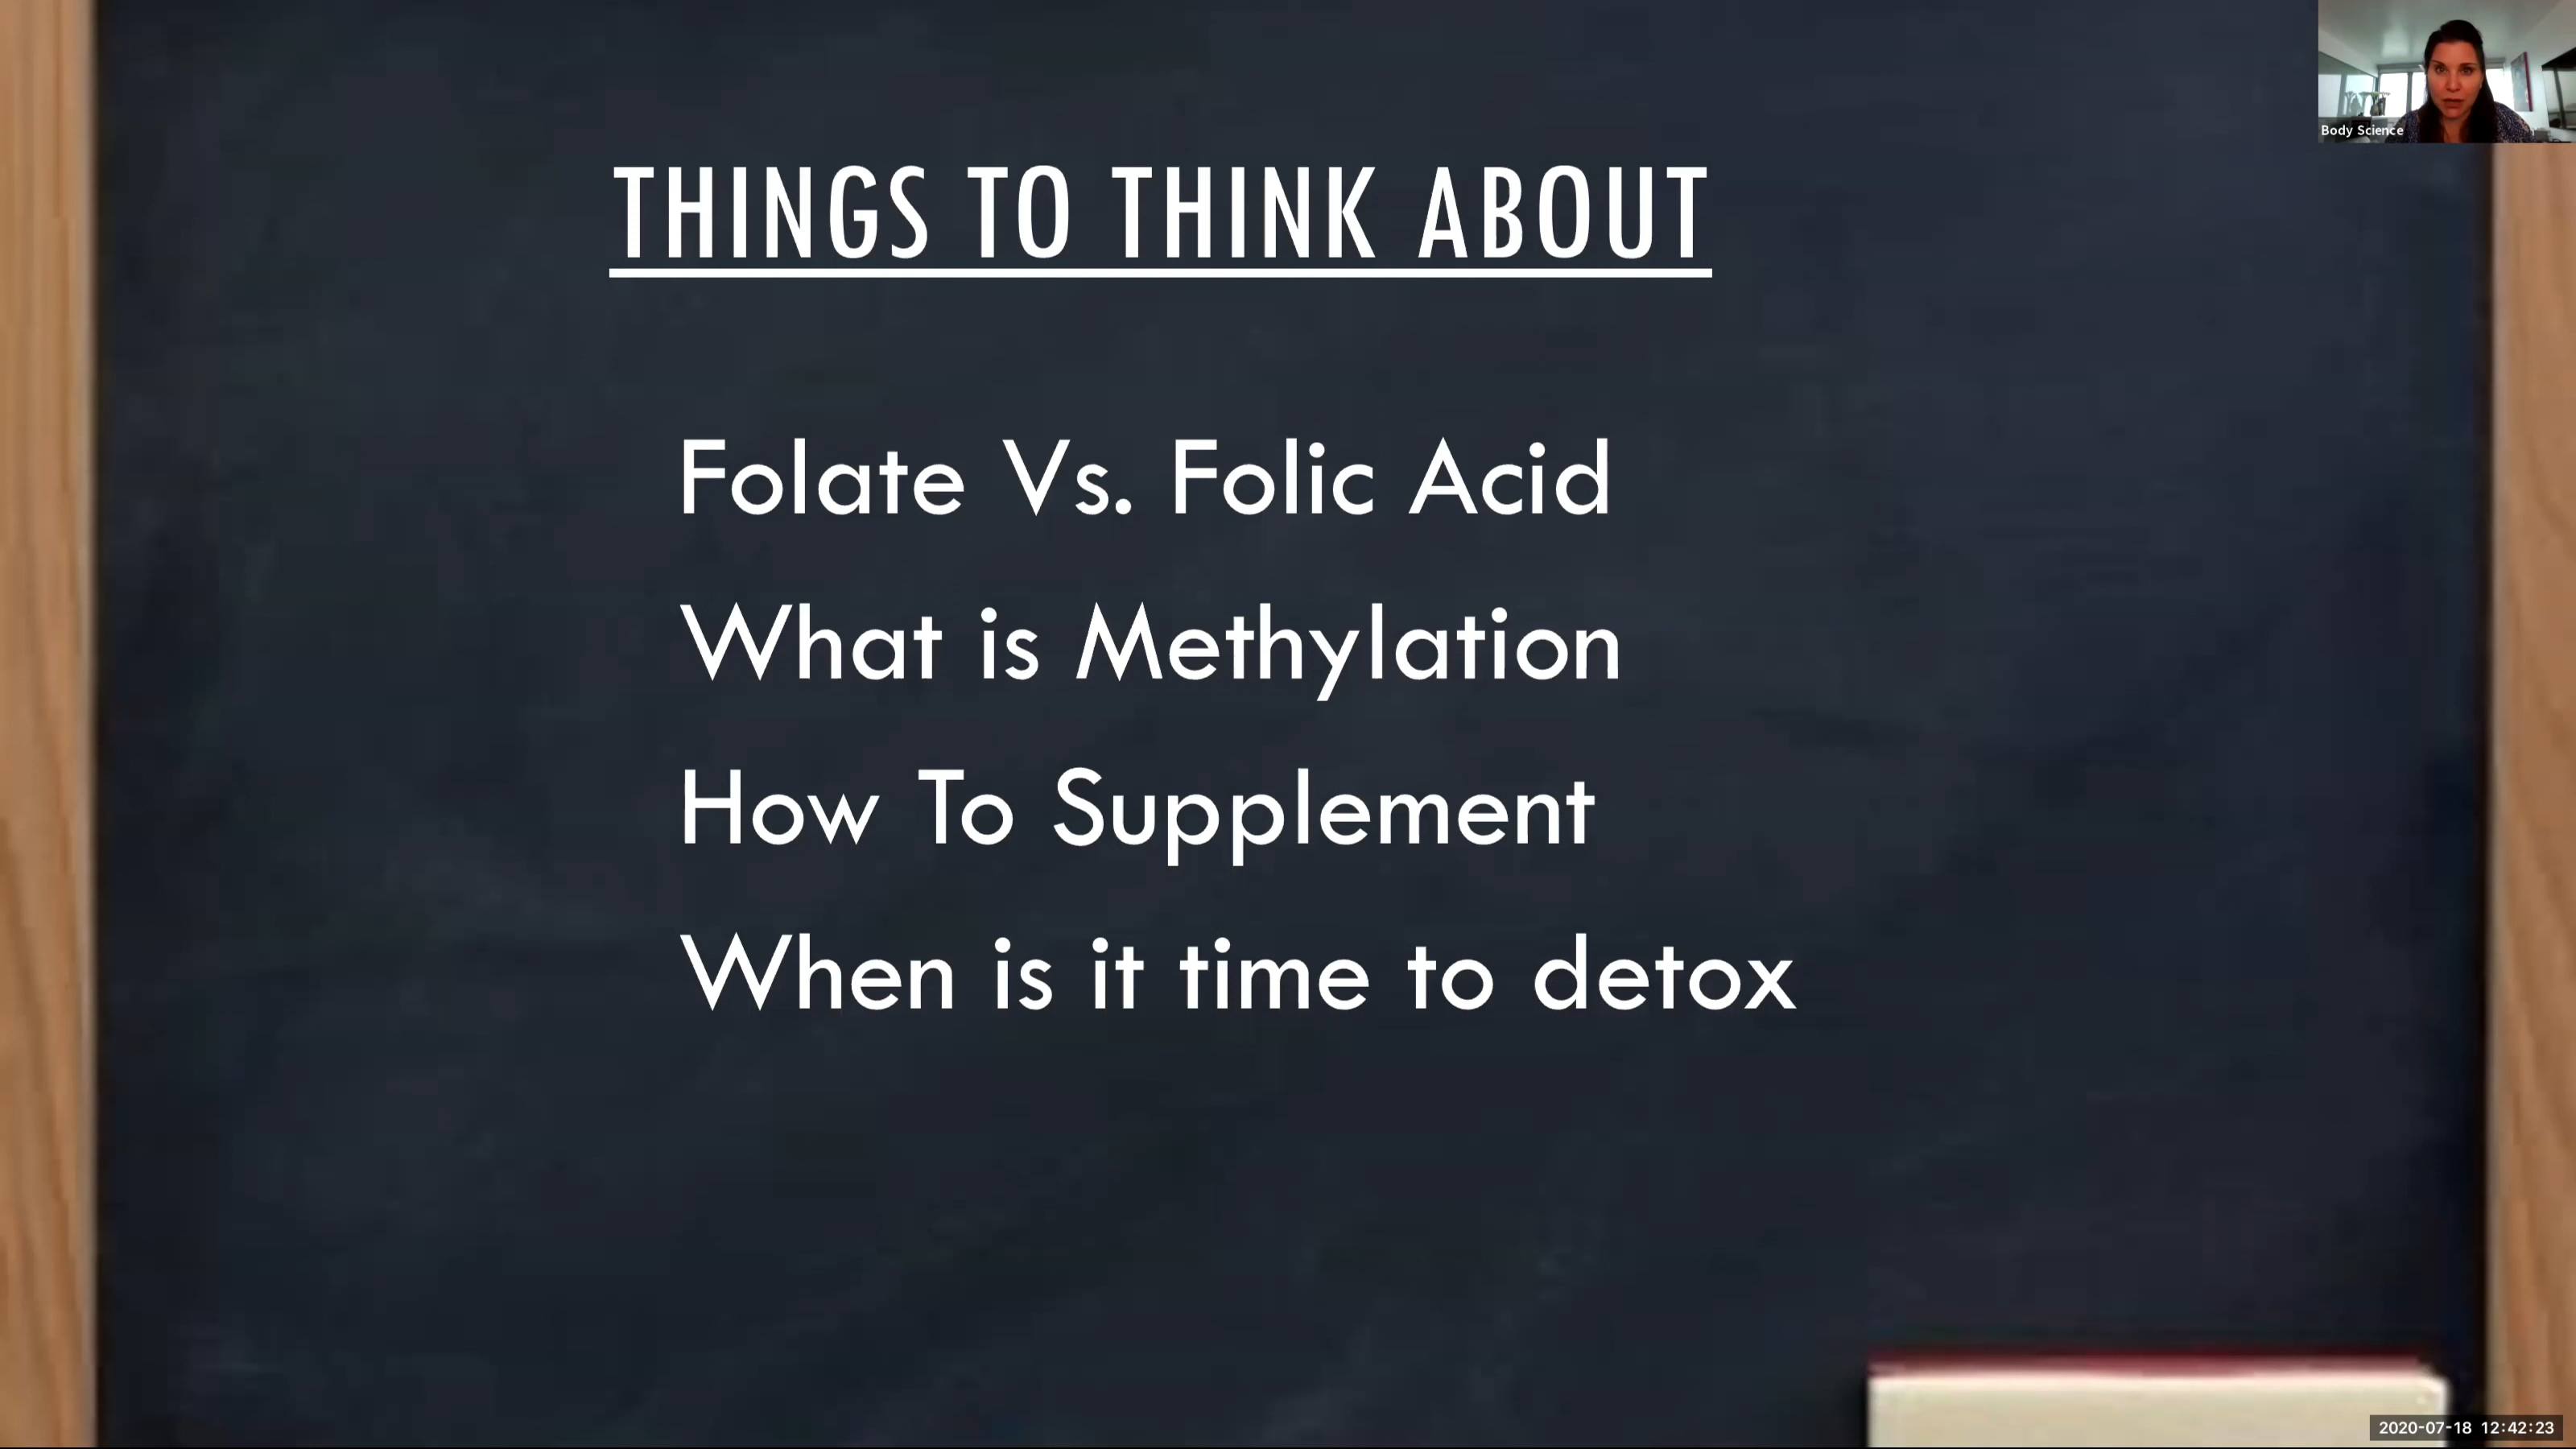 Body Science
THINGS TO THINK ABOUT
Folate Vs. Folic Acid
What is Methylation
How To Supplement
When is it time to detox
2020-07-18 12:42:23